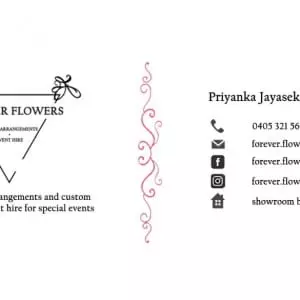 R FLOWERS
ARRANGEMENTS
VENT HIRE
angements and custom
t hire for special events
Priyanka Jayasek
0405 321 56
forever.flow
forever.flo
forever.flow
showroom b